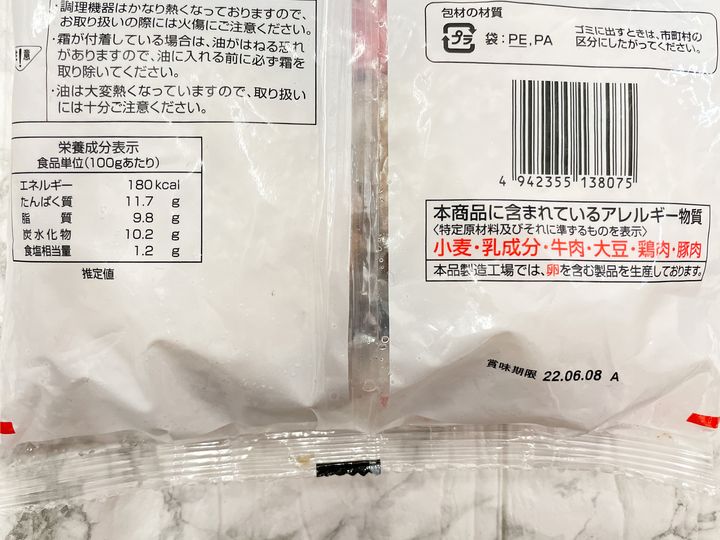 ・調理機器はかなり熱くなっておりますので、
お取り扱いの際には火傷にご注意ください。
・霜が付着している場合は、油がはねる恐れ
がありますので、油に入れる前に必ず霜を
取り除いてください。
・油は大変熱くなっていますので、取り扱い
には十分ご注意ください。
意
栄養成分表示
食品単位(100gあたり)
エネルギー 180kcal
たんぱく質 11.7 g
脂質 9.8 g
炭水化物 10.2 g
食塩相当量 1.2 g
推定値
包材の材質
プラ 袋:PE,PA
ゴミに出すときは、市町村の
区分にしたがってください。
4 942355 138075
本商品に含まれているアレルギー物質
〈特定原材料及びそれに準ずるものを表示〉
小麦・乳成分・牛肉・大豆・鶏肉・豚肉
本品製造工場では、卵を含む製品を生産しております。
賞味期限 22.06.08 A